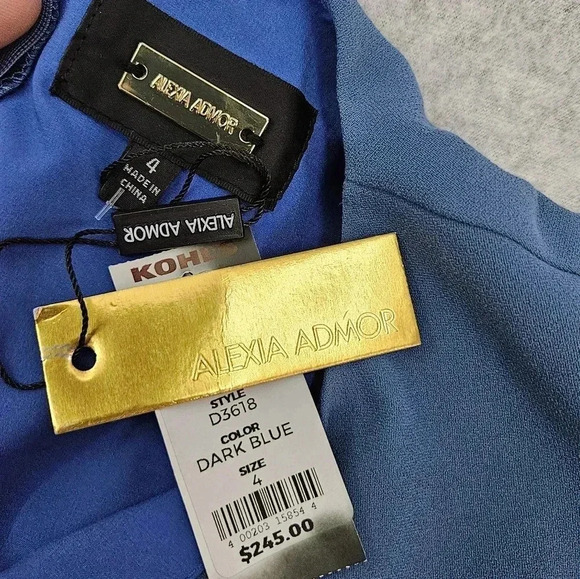 ALEXIA ADMOR
4
MADE IN
CHINA
ALEXIA ADMOR
KOHL
ALEXIA ADMOR
STYLE
D3618
COLOR
DARK BLUE
SIZE
4
4 00203 15854 4
$245.00